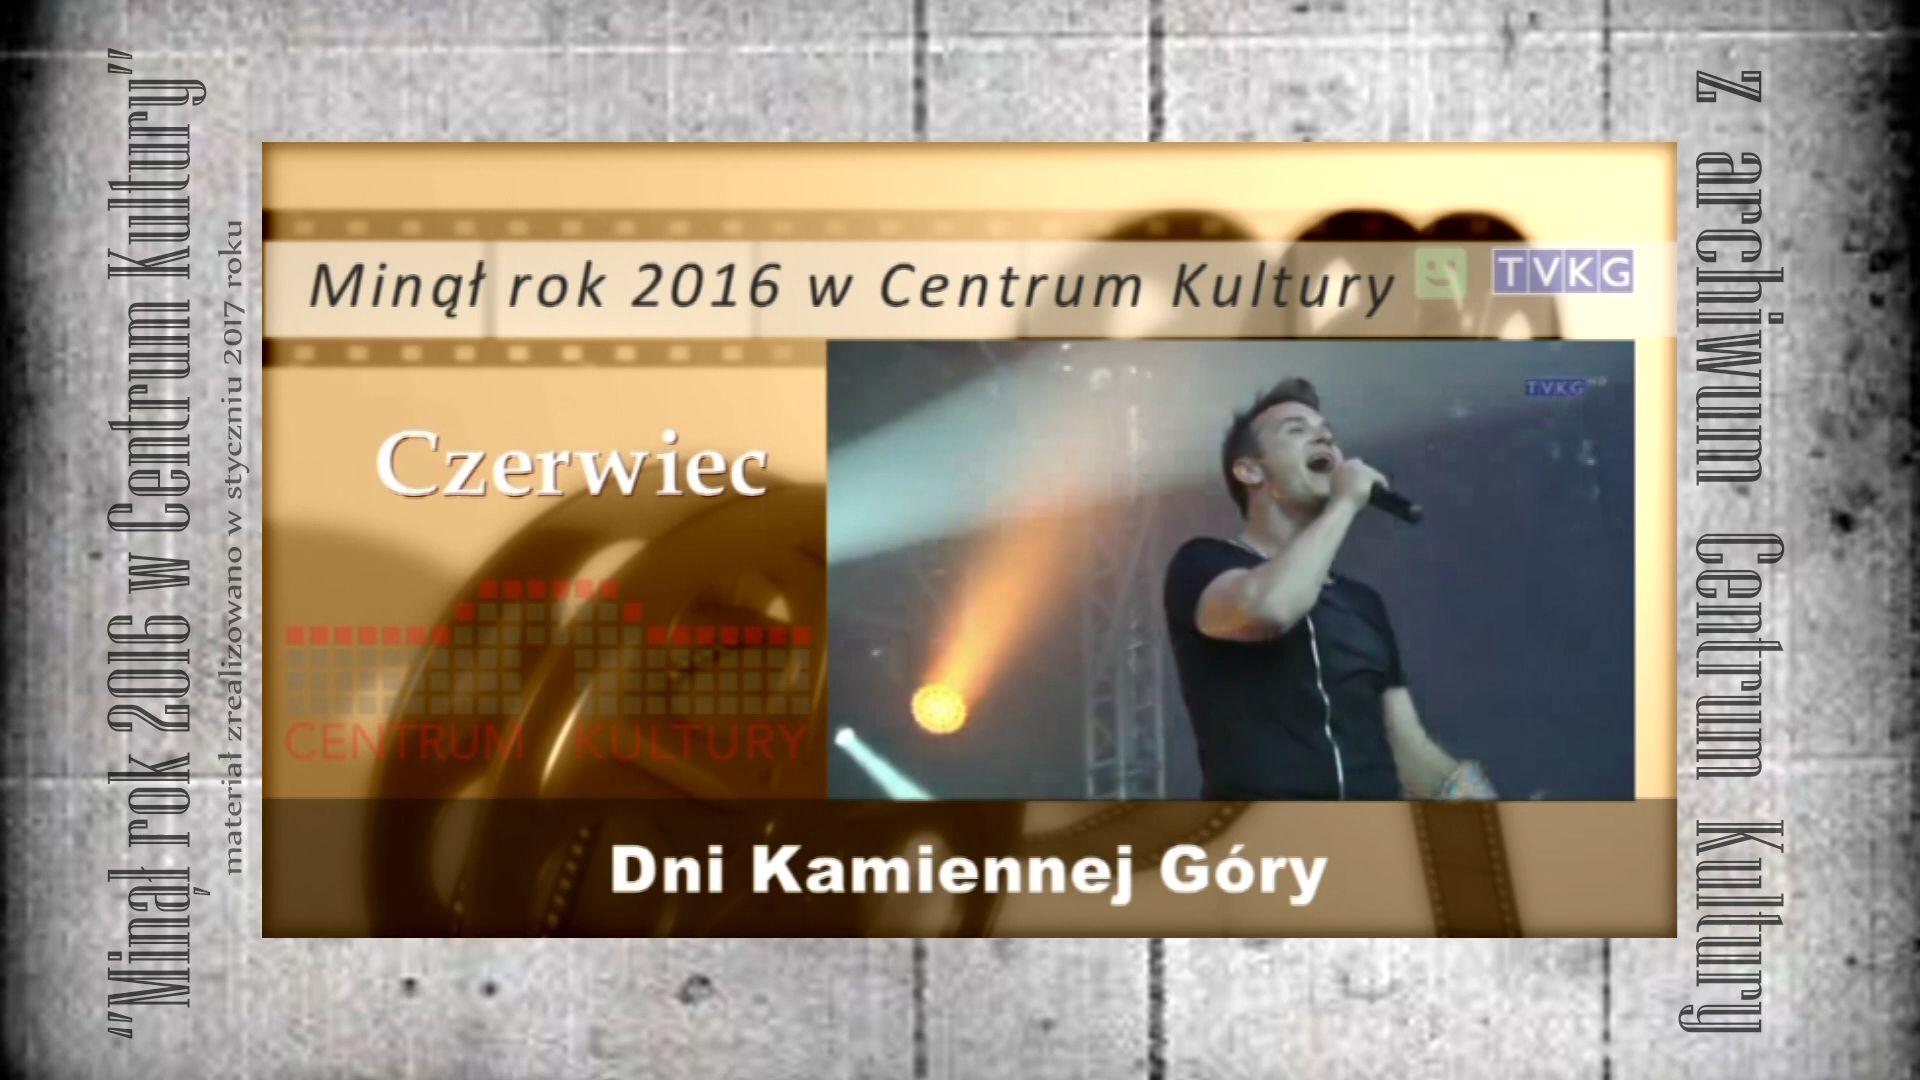 "Minął rok 2016 w Centrum Kultury"
materiał zrealizowano w styczniu 2017 roku
Minął rok 2016 w Centrum Kultury
TVKG
TVKG
Czerwiec
CENTRUM KULTURY
Dni Kamiennej Góry
Z archiwum Centrum Kultury